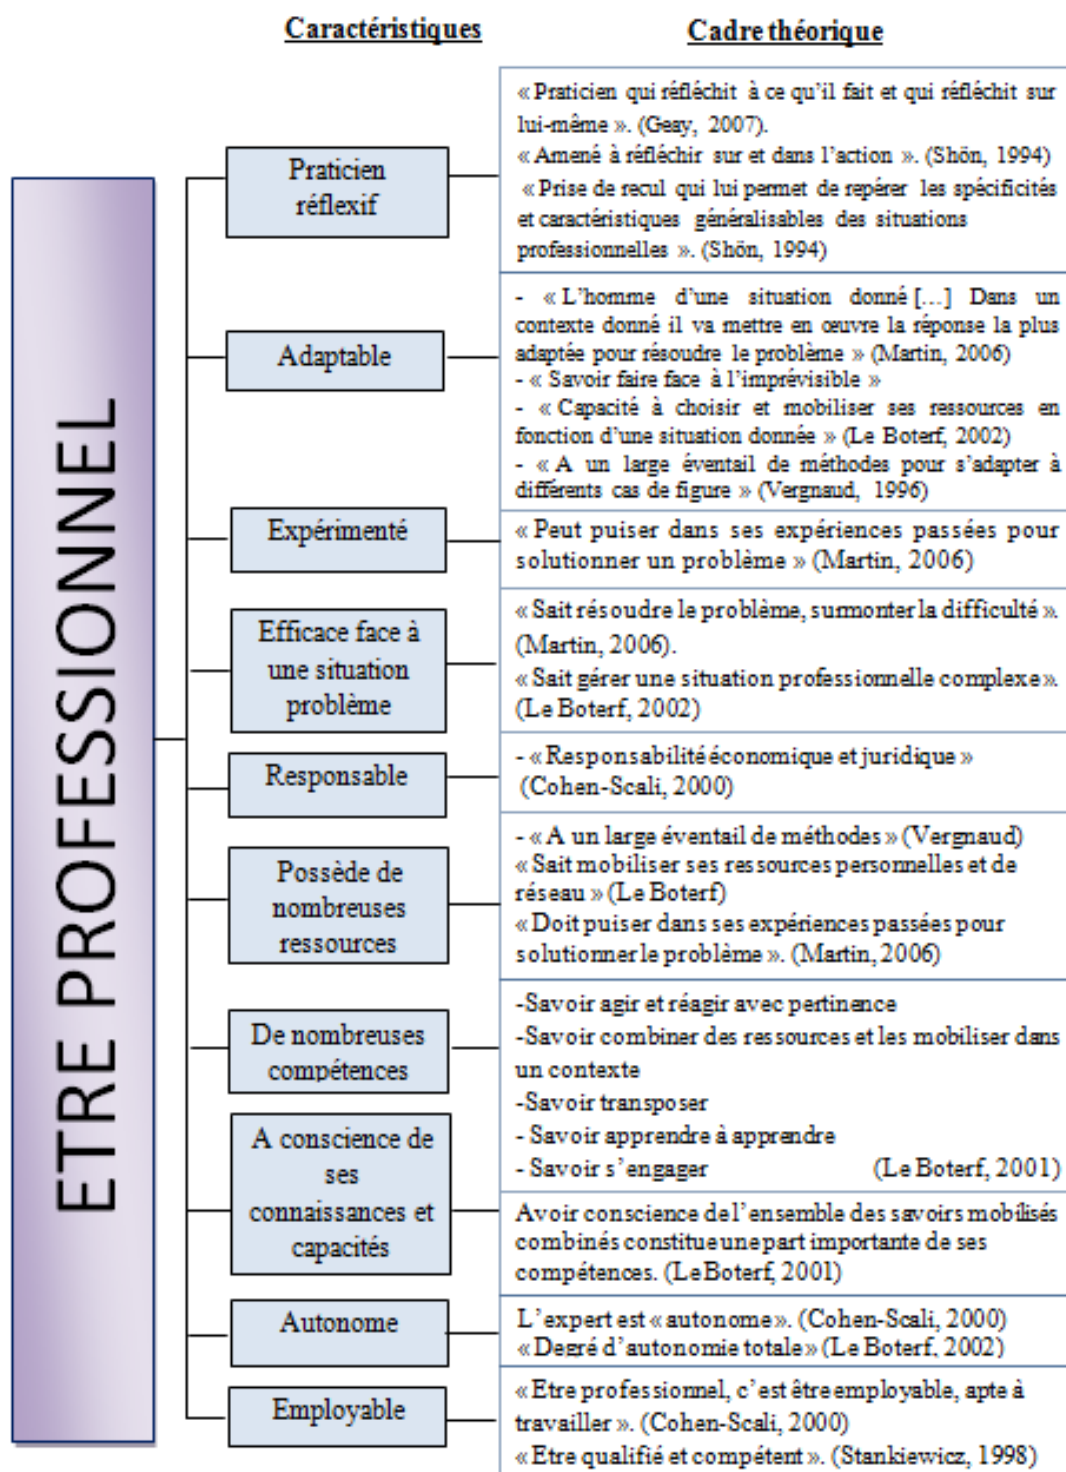 Caractéristiques
Cadre théorique
ETRE PROFESSIONNEL
Praticien
réflexif
« Praticien qui réfléchit à ce qu'il fait et qui réfléchit sur
lui-même ». (Geay, 2007).
« Amené à réfléchir sur et dans l'action ». (Shön, 1994)
« Prise de recul qui lui permet de repérer les spécificités
et caractéristiques généralisables des situations
professionnelles ». (Shön, 1994)
Adaptable
- « L'homme d'une situation donné [...] Dans un
contexte donné il va mettre en œuvre la réponse la plus
adaptée pour résoudre le problème » (Martin, 2006)
- « Savoir faire face à l'imprévisible »
- « Capacité à choisir et mobiliser ses ressources en
fonction d'une situation donnée » (Le Boterf, 2002)
- « A un large éventail de méthodes pour s'adapter à
différents cas de figure » (Vergnaud, 1996)
Expérimenté
« Peut puiser dans ses expériences passées pour
solutionner un problème » (Martin, 2006)
Efficace face à
une situation
problème
« Sait résoudre le problème, surmonter la difficulté ».
(Martin, 2006).
« Sait gérer une situation professionnelle complexe ».
(Le Boterf, 2002)
Responsable
- « Responsabilité économique et juridique »
(Cohen-Scali, 2000)
Possède de
nombreuses
ressources
- « A un large éventail de méthodes » (Vergnaud)
« Sait mobiliser ses ressources personnelles et de
réseau » (Le Boterf)
« Doit puiser dans ses expériences passées pour
solutionner le problème ». (Martin, 2006)
De nombreuses
compétences
-Savoir agir et réagir avec pertinence
-Savoir combiner des ressources et les mobiliser dans
un contexte
-Savoir transposer
- Savoir apprendre à apprendre
- Savoir s'engager (Le Boterf, 2001)
A conscience de
ses
connaissances et
capacités
Avoir conscience de l'ensemble des savoirs mobilisés
combinés constitue une part importante de ses
compétences. (Le Boterf, 2001)
Autonome
L'expert est « autonome ». (Cohen-Scali, 2000)
« Degré d'autonomie totale » (Le Boterf, 2002)
Employable
« Etre professionnel, c'est être employable, apte à
travailler ». (Cohen-Scali, 2000)
« Etre qualifié et compétent ». (Stankiewicz, 1998)